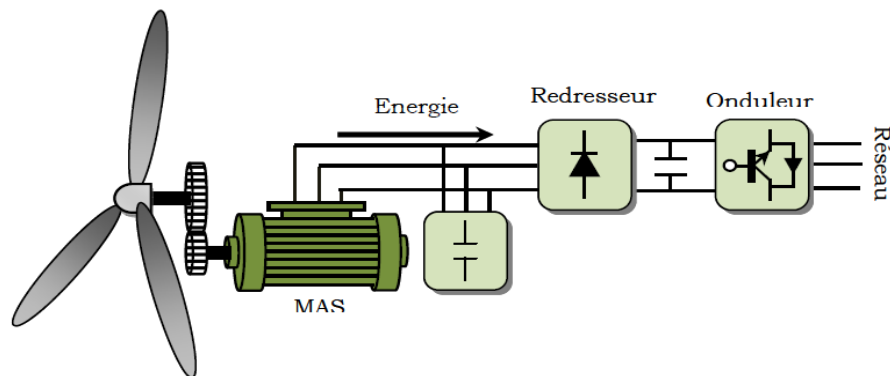 Energie
Redresseur
Onduleur
Réseau
MAS